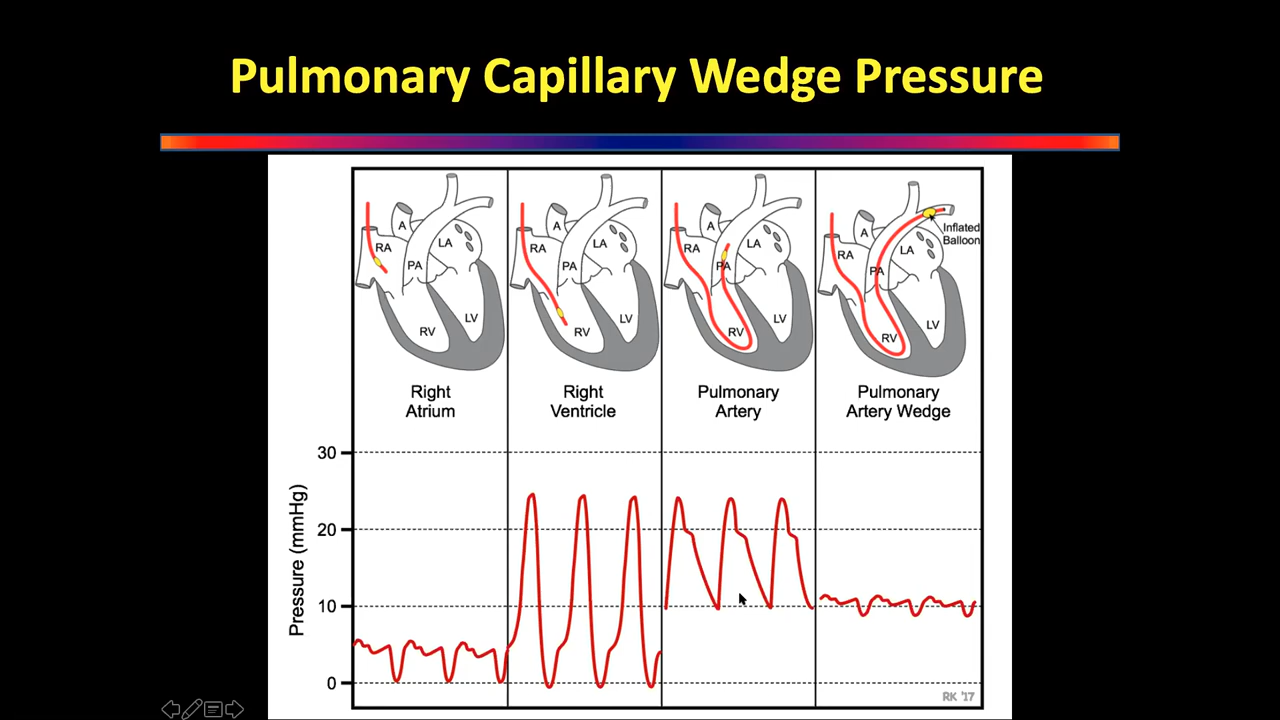 Pulmonary Capillary Wedge Pressure
A
RA
LA
PA
LV
RV
A
RA
LA
PA
LV
RV
A
RA
LA
PA
LV
RV
A
RA
LA
PA
LV
RV
Inflated
Balloon
Right
Atrium
Right
Ventricle
Pulmonary
Artery
Pulmonary
Artery Wedge
Pressure (mmHg)
30
20
10
0
RK '17